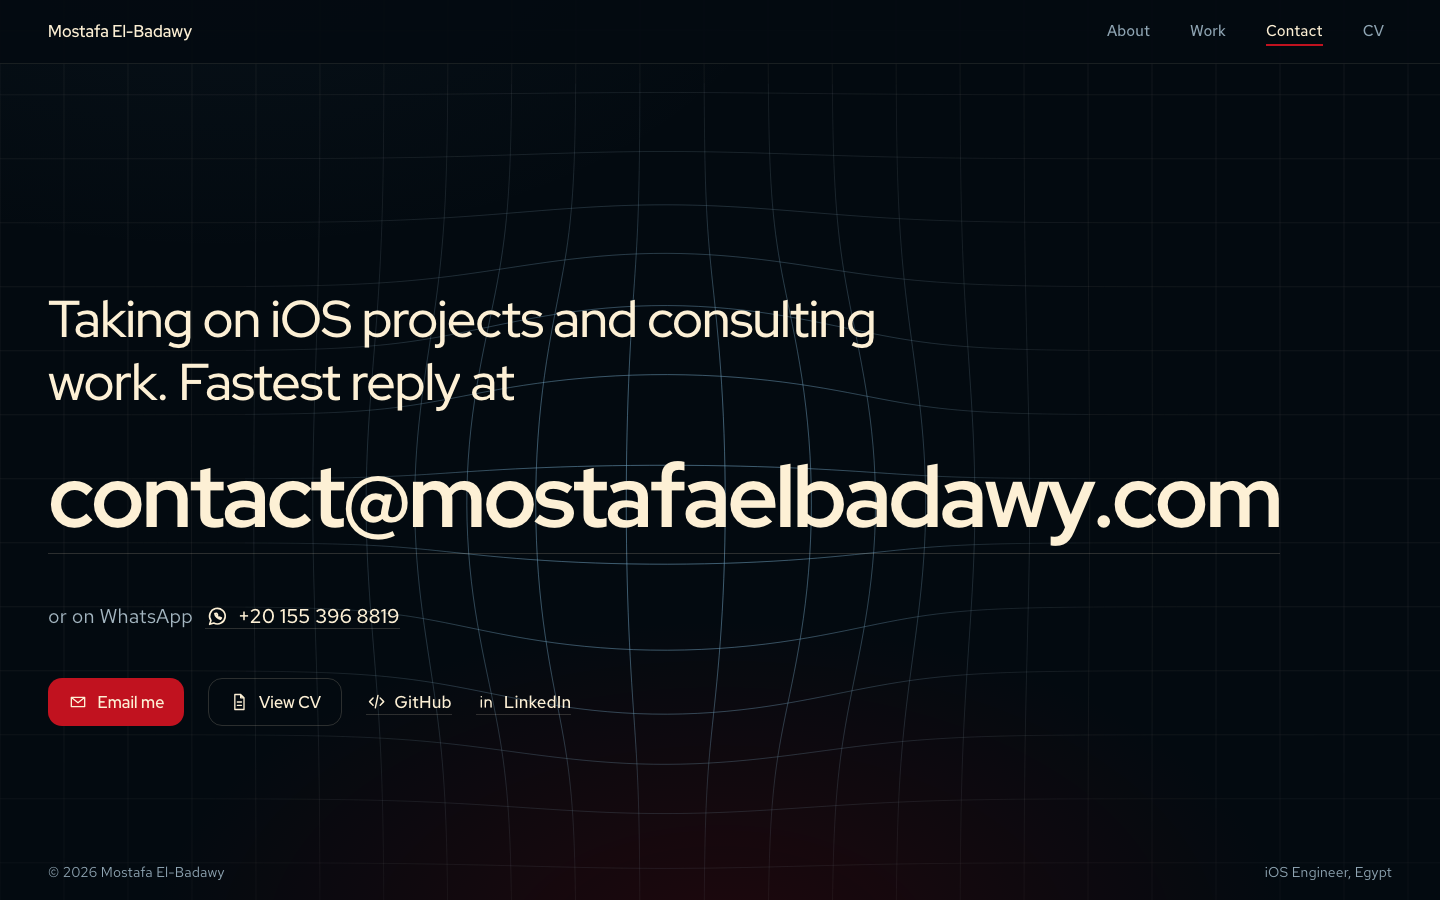 Mostafa El-Badawy
About
Work
Contact
CV
Taking on iOS projects and consulting
work. Fastest reply at
contact@mostafaelbadawy.com
or on WhatsApp +20 155 396 8819
Email me
View CV
GitHub
LinkedIn
© 2026 Mostafa El-Badawy
iOS Engineer, Egypt